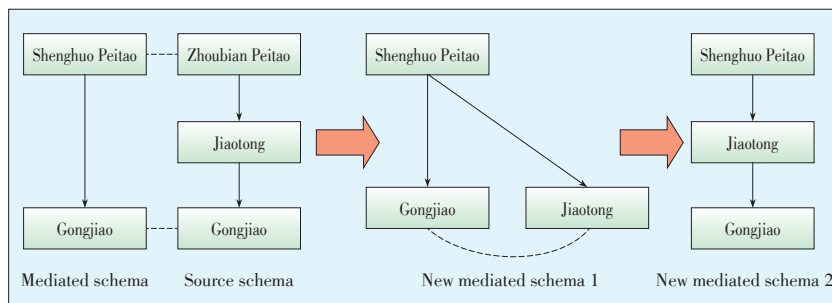 Shenghuo Peitao
Zhoubian Peitao
Shenghuo Peitao
Shenghuo Peitao
Jiaotong
Jiaotong
Gongjiao
Gongjiao
Gongjiao
Jiaotong
Gongjiao
Mediated schema
Source schema
New mediated schema 1
New mediated schema 2